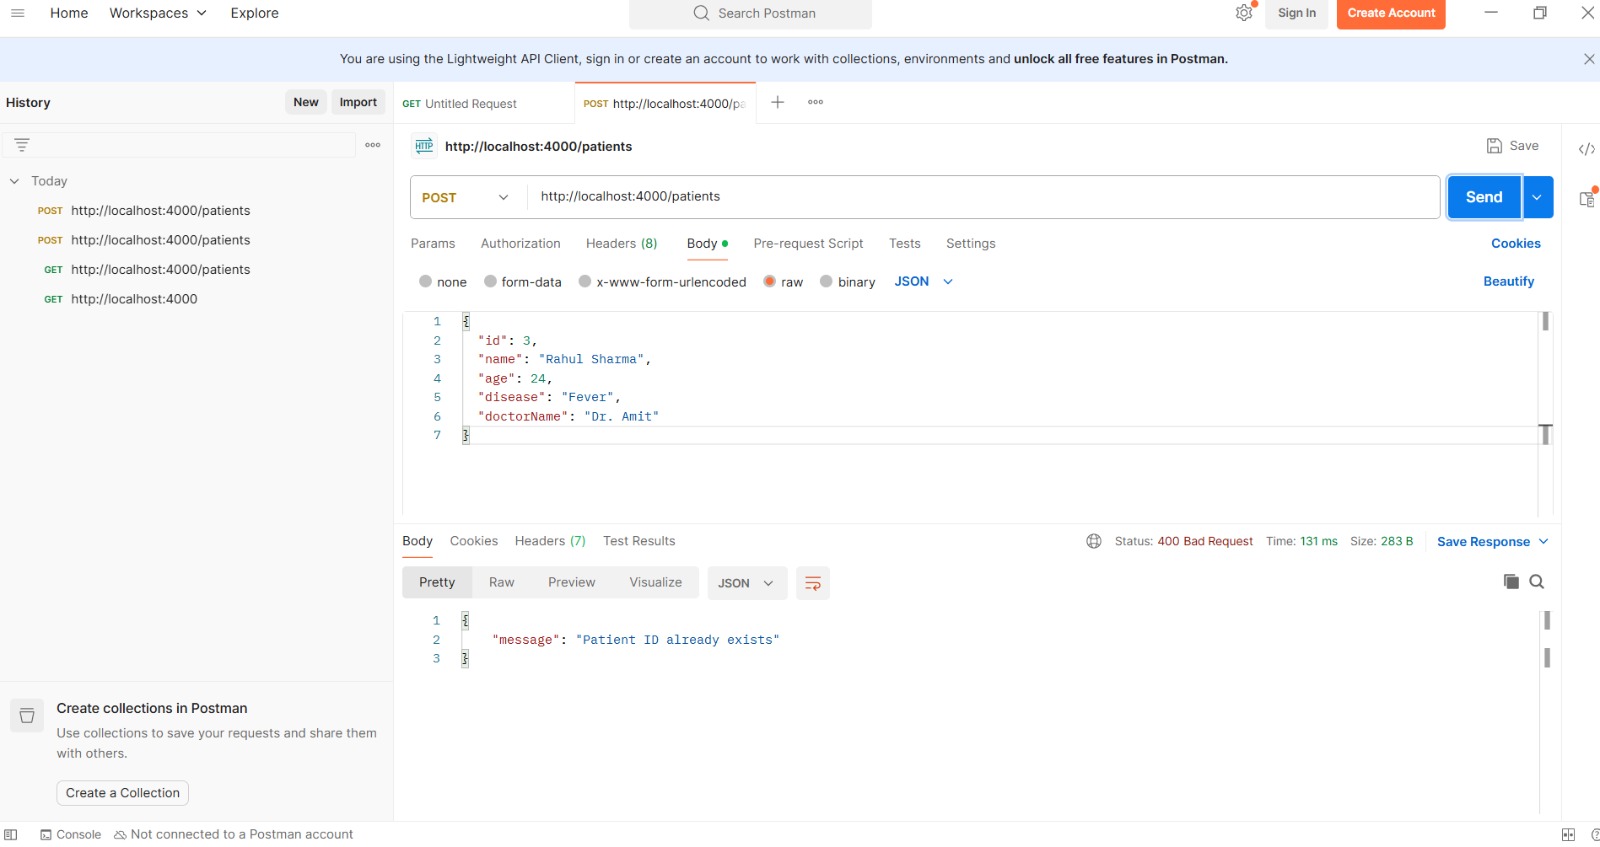 Home Workspaces Explore Search Postman Sign In Create Account
You are using the Lightweight API Client, sign in or create an account to work with collections, environments and unlock all free features in Postman.
History New Import
GET Untitled Request POST http://localhost:4000/pa
HTTP http://localhost:4000/patients Save
Today
POST http://localhost:4000/patients
POST http://localhost:4000/patients
GET http://localhost:4000/patients
GET http://localhost:4000
POST http://localhost:4000/patients Send
Params Authorization Headers (8) Body Pre-request Script Tests Settings Cookies
none form-data x-www-form-urlencoded raw binary JSON Beautify
1 {
2 "id": 3,
3 "name": "Rahul Sharma",
4 "age": 24,
5 "disease": "Fever",
6 "doctorName": "Dr. Amit"
7 }
Body Cookies Headers (7) Test Results Status: 400 Bad Request Time: 131 ms Size: 283 B Save Response
Pretty Raw Preview Visualize JSON
1 {
2 "message": "Patient ID already exists"
3 }
Create collections in Postman
Use collections to save your requests and share them
with others.
Create a Collection
Console Not connected to a Postman account